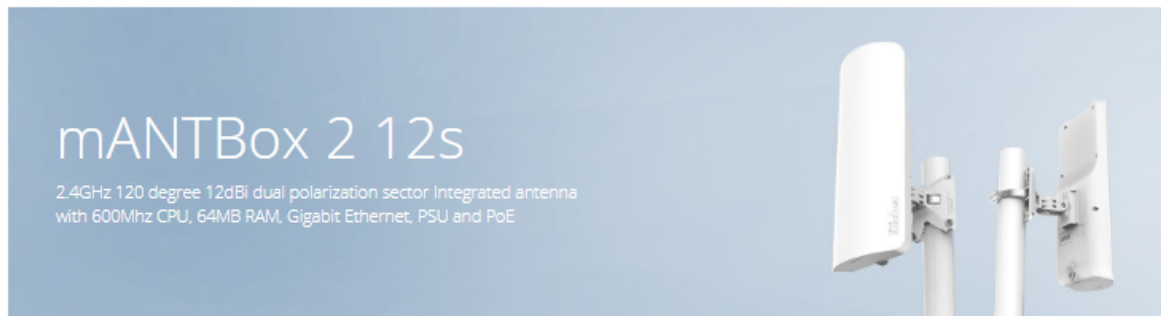 mANTBox 2 12s
2.4GHz 120 degree 12dBi dual polarization sector Integrated antenna
with 600Mhz CPU, 64MB RAM, Gigabit Ethernet, PSU and PoE